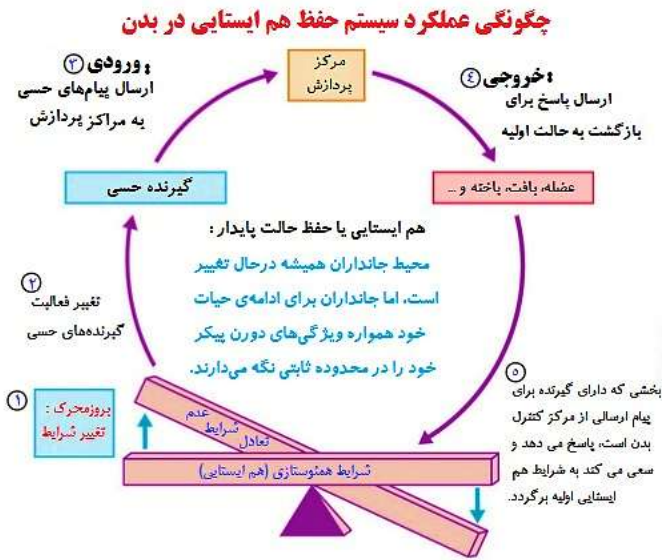 چگونگی عملکرد سیستم حفظ هم ایستایی در بدن
مرکز
پردازش
۳ ورودی:
ارسال پیام‌های حسی
به مراکز پردازش
۴ خروجی:
ارسال پاسخ برای
بازگشت به حالت اولیه
گیرنده حسی
عضله، بافت، یاخته و ...
هم ایستایی یا حفظ حالت پایدار :
محیط جانداران همیشه درحال تغییر
است، اما جانداران برای ادامه‌ی حیات
خود همواره ویژگی‌های دورن پیکر
خود را در محدوده ثابتی نگه می‌دارند.
۲
تغییر فعالیت
گیرنده‌های حسی
۱
بروزمحرک :
تغییر شرایط
شرایط عدم
تعادل
شرایط همئوستازی (هم ایستایی)
۵
بخشی که دارای گیرنده برای
پیام ارسالی از مرکز کنترل
بدن است، پاسخ می دهد و
سعی می کند به شرایط هم
ایستایی اولیه برگردد.